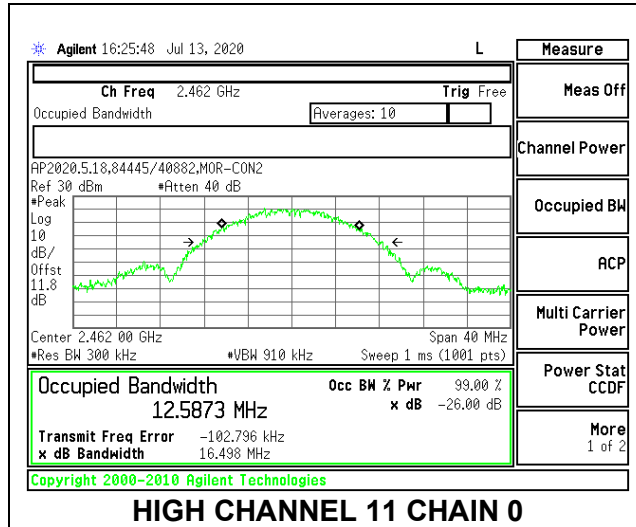 Agilent 16:25:48 Jul 13, 2020 L Measure
Ch Freq 2.462 GHz Trig Free
Meas Off
Occupied Bandwidth Averages: 10
Channel Power
AP2020.5.18,84445/40882,MOR-CON2
Ref 30 dBm #Atten 40 dB
#Peak
Log
10
dB/
Offst
11.8
dB
Occupied BW
ACP
Multi Carrier
Power
Center 2.462 00 GHz Span 40 MHz
#Res BW 300 kHz #VBW 910 kHz Sweep 1 ms (1001 pts)
Power Stat
CCDF
Occupied Bandwidth Occ BW % Pwr 99.00 %
12.5873 MHz x dB -26.00 dB
Transmit Freq Error -102.796 kHz
x dB Bandwidth 16.498 MHz
More
1 of 2
Copyright 2000-2010 Agilent Technologies
HIGH CHANNEL 11 CHAIN 0